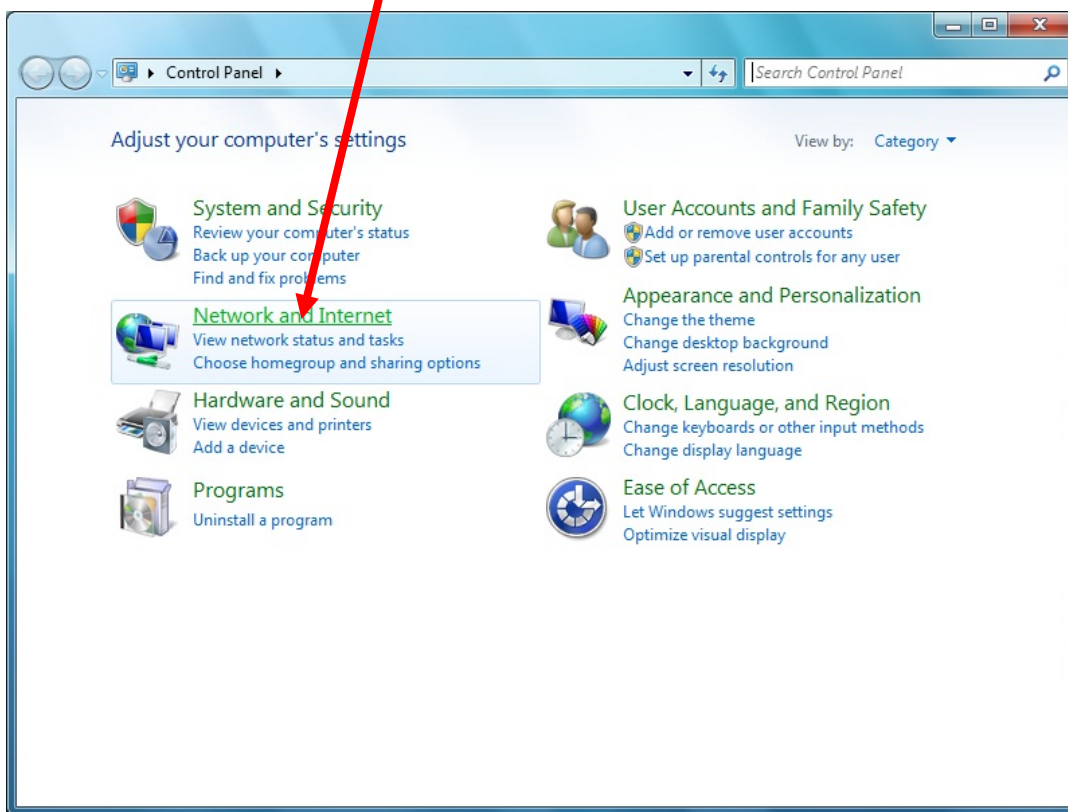 Control Panel
Search Control Panel
Adjust your computer's settings
View by: Category
System and Security
Review your computer's status
Back up your computer
Find and fix problems
Network and Internet
View network status and tasks
Choose homegroup and sharing options
Hardware and Sound
View devices and printers
Add a device
Programs
Uninstall a program
User Accounts and Family Safety
Add or remove user accounts
Set up parental controls for any user
Appearance and Personalization
Change the theme
Change desktop background
Adjust screen resolution
Clock, Language, and Region
Change keyboards or other input methods
Change display language
Ease of Access
Let Windows suggest settings
Optimize visual display